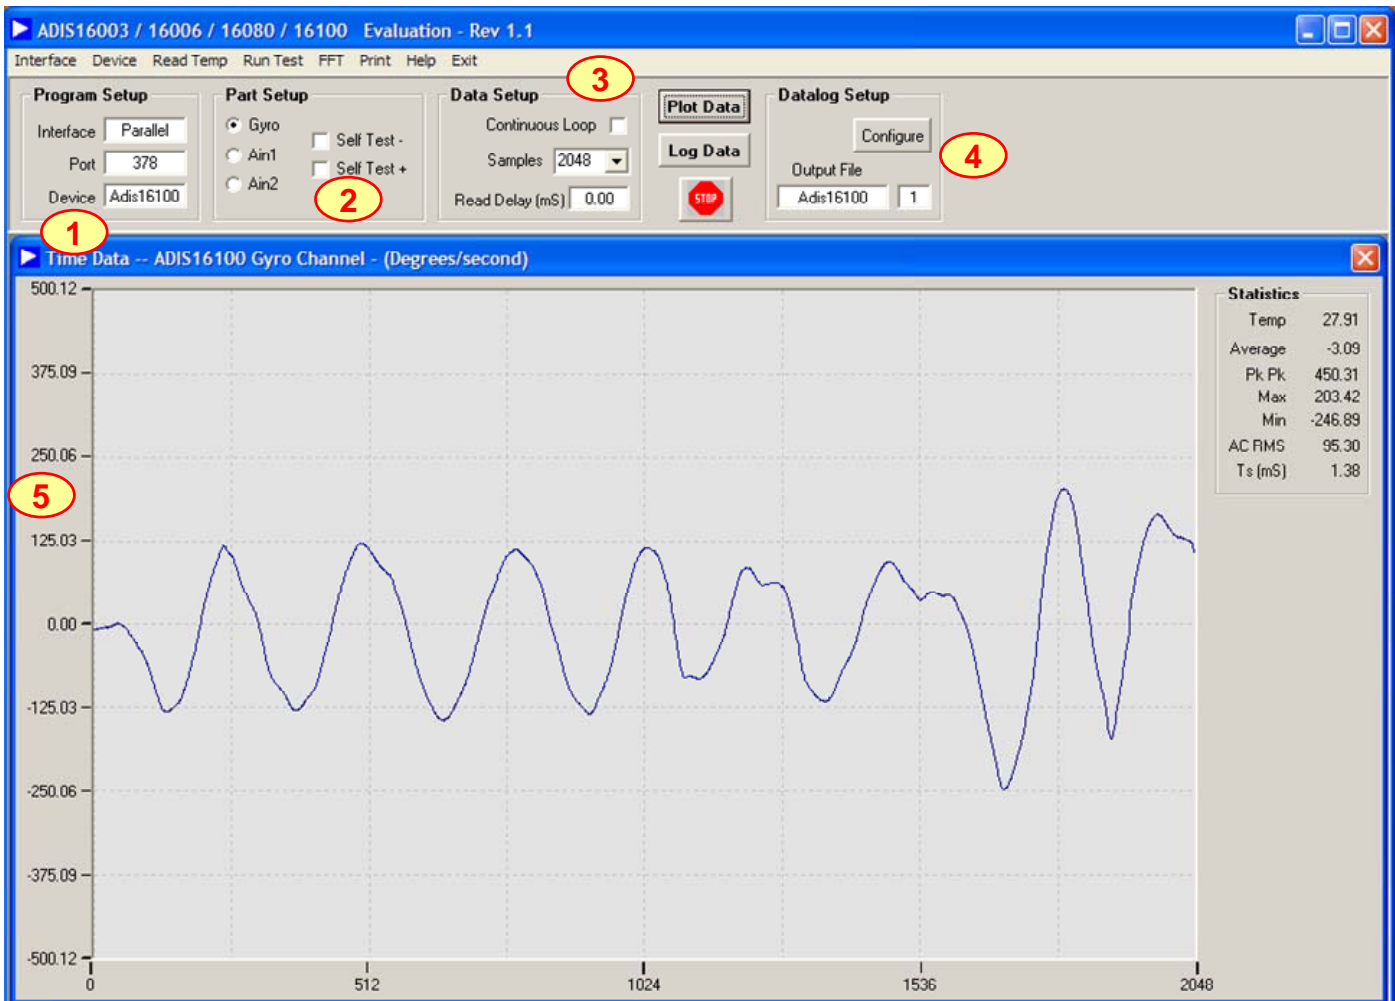 ADIS16003 / 16006 / 16080 / 16100 Evaluation - Rev 1.1
Interface Device Read Temp Run Test FFT Print Help Exit
3
Program Setup
Interface Parallel
Port 378
Device Adis16100
1
Part Setup
Gyro
Ain1
Ain2
Self Test -
Self Test +
2
Data Setup
Continuous Loop
Samples 2048
Read Delay (mS) 0.00
Plot Data
Log Data
STOP
Datalog Setup
Configure
4
Output File
Adis16100 1
Time Data -- ADIS16100 Gyro Channel - (Degrees/second)
500.12
375.09
250.06
5
125.03
0.00
-125.03
-250.06
-375.09
-500.12
0 512 1024 1536 2048
Statistics
Temp 27.91
Average -3.09
Pk Pk 450.31
Max 203.42
Min -246.89
AC RMS 95.30
Ts (mS) 1.38